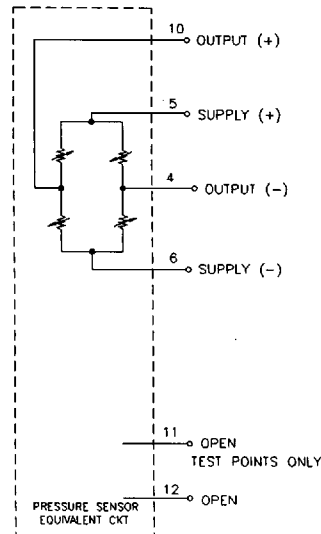 10 OUTPUT (+)
5 SUPPLY (+)
4 OUTPUT (−)
6 SUPPLY (−)
11 OPEN
TEST POINTS ONLY
12 OPEN
PRESSURE SENSOR
EQUIVALENT CKT